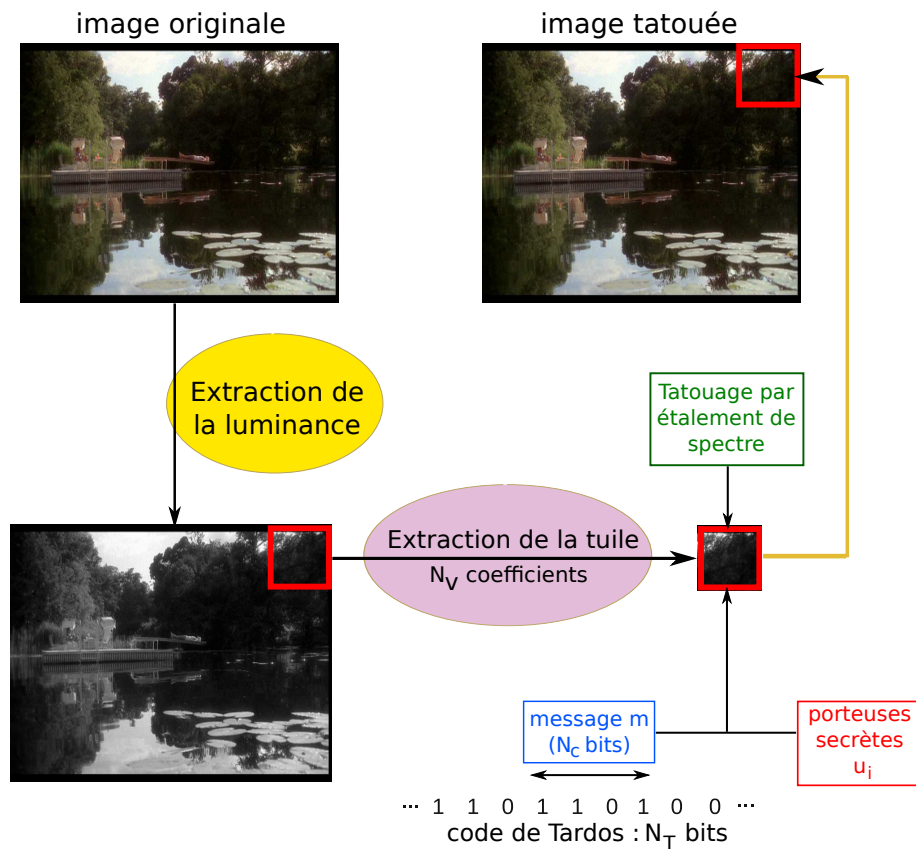 image originale
image tatouée
Extraction de
la luminance
Tatouage par
étalement de
spectre
Extraction de la tuile
N_v coefficients
message m
(N_c bits)
porteuses
secrètes
u_i
... 1 1 0 1 1 0 1 0 0 ...
code de Tardos : N_T bits